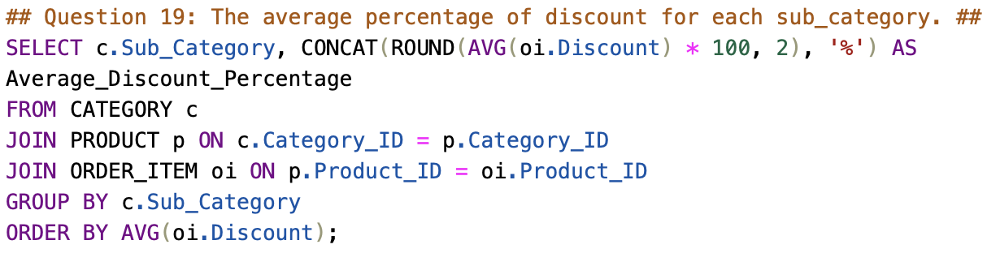 ## Question 19: The average percentage of discount for each sub_category. ##
SELECT c.Sub_Category, CONCAT(ROUND(AVG(oi.Discount) * 100, 2), '%') AS
Average_Discount_Percentage
FROM CATEGORY c
JOIN PRODUCT p ON c.Category_ID = p.Category_ID
JOIN ORDER_ITEM oi ON p.Product_ID = oi.Product_ID
GROUP BY c.Sub_Category
ORDER BY AVG(oi.Discount);